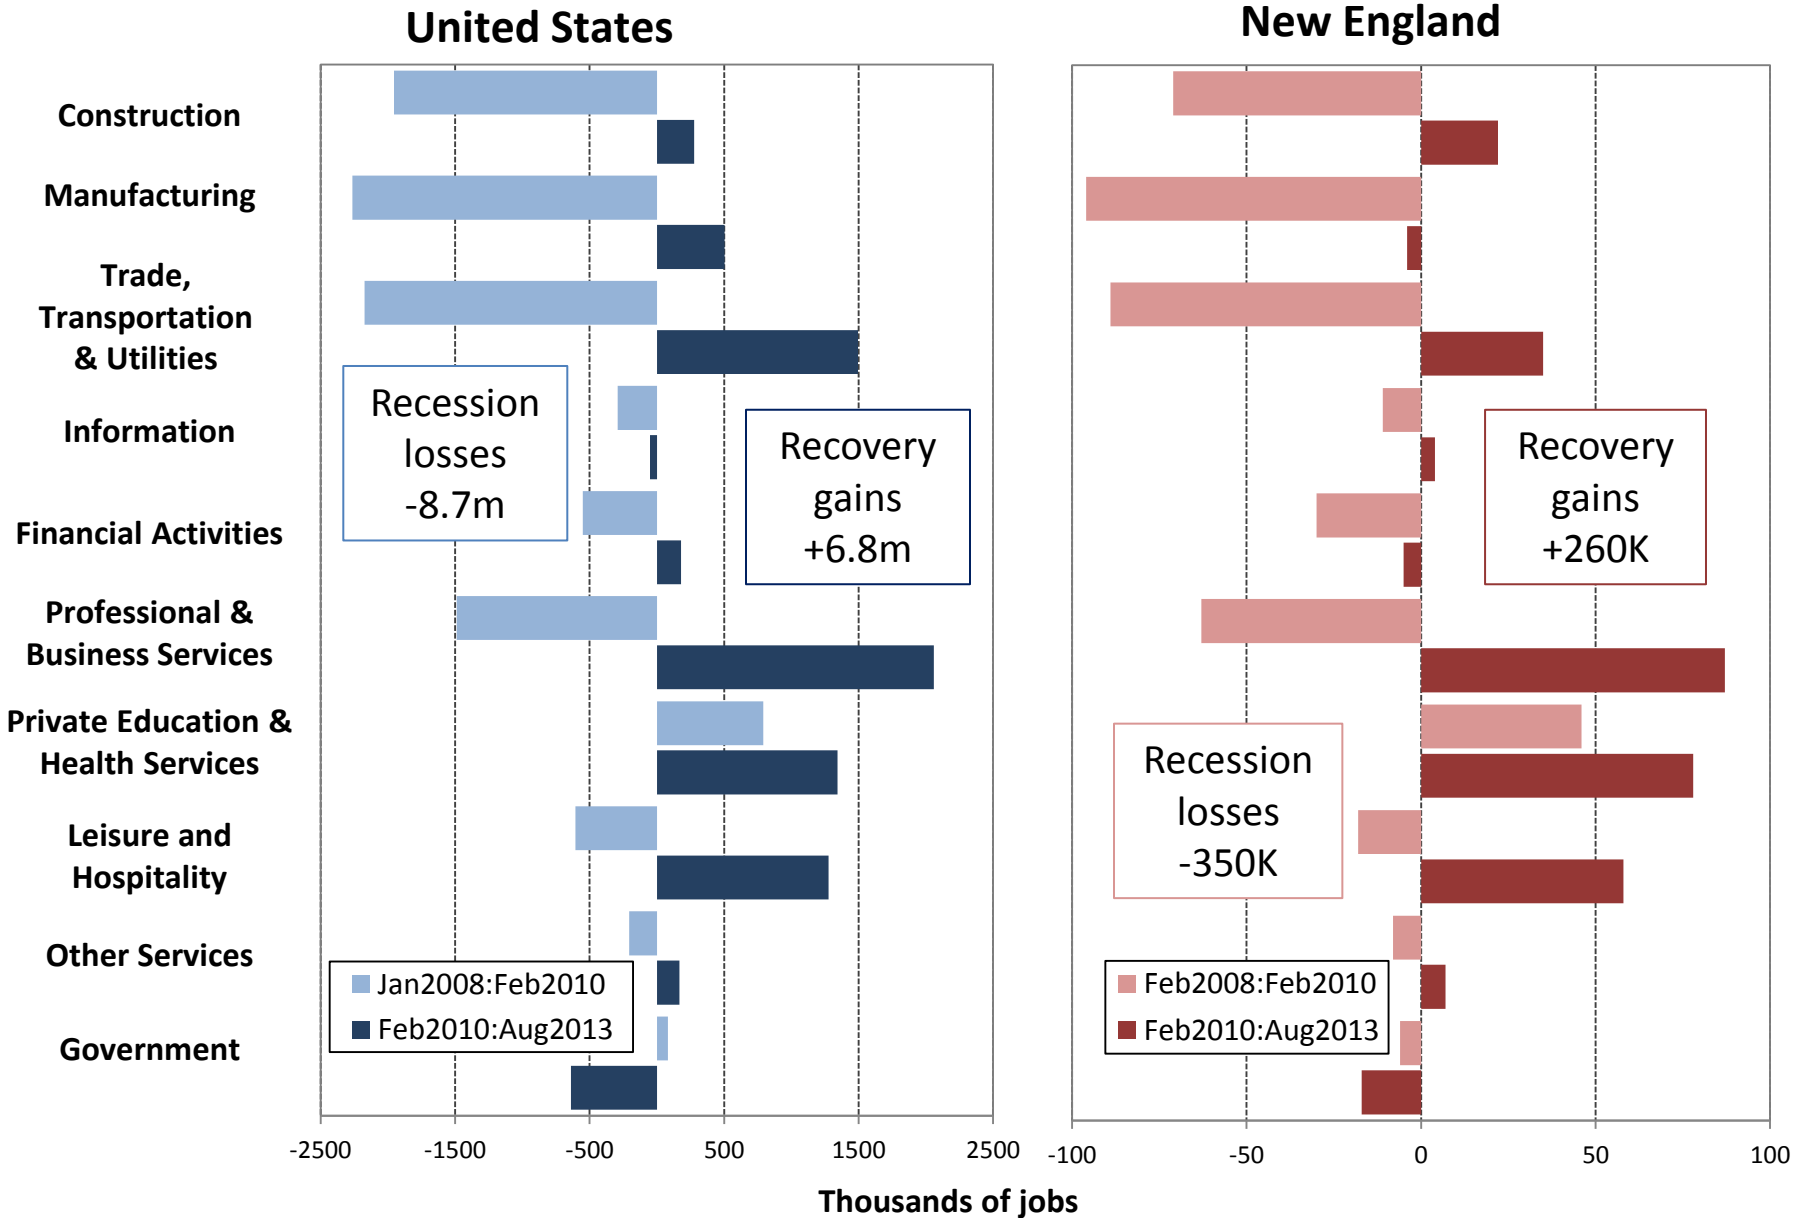 United States
New England
Construction
Manufacturing
Trade,
Transportation
& Utilities
Information
Financial Activities
Professional &
Business Services
Private Education &
Health Services
Leisure and
Hospitality
Other Services
Government
Recession
losses
-8.7m
Recovery
gains
+6.8m
Jan2008:Feb2010
Feb2010:Aug2013
-2500 -1500 -500 500 1500 2500
Recovery
gains
+260K
Recession
losses
-350K
Feb2008:Feb2010
Feb2010:Aug2013
-100 -50 0 50 100
Thousands of jobs